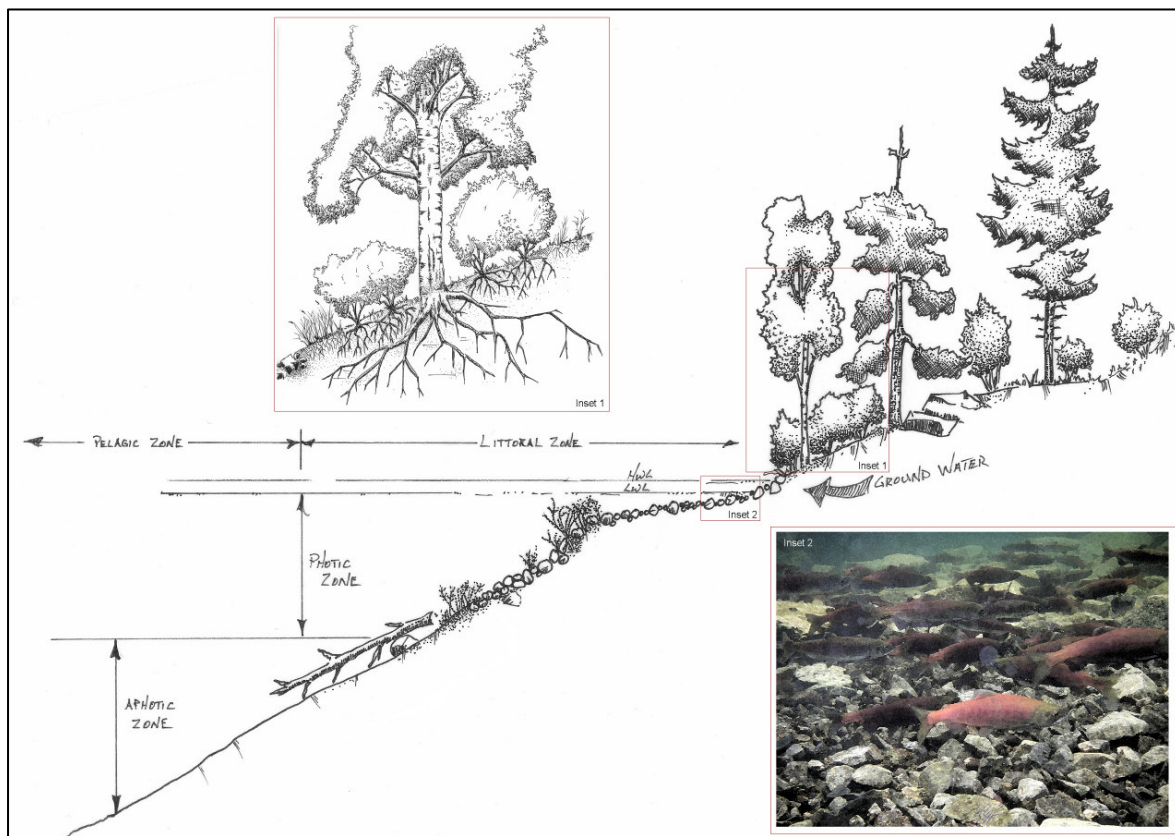 Inset 1
PELAGIC ZONE
LITTORAL ZONE
HWL
LWL
Inset 1
GROUND WATER
Inset 2
PHOTIC
ZONE
Inset 2
APHOTIC
ZONE